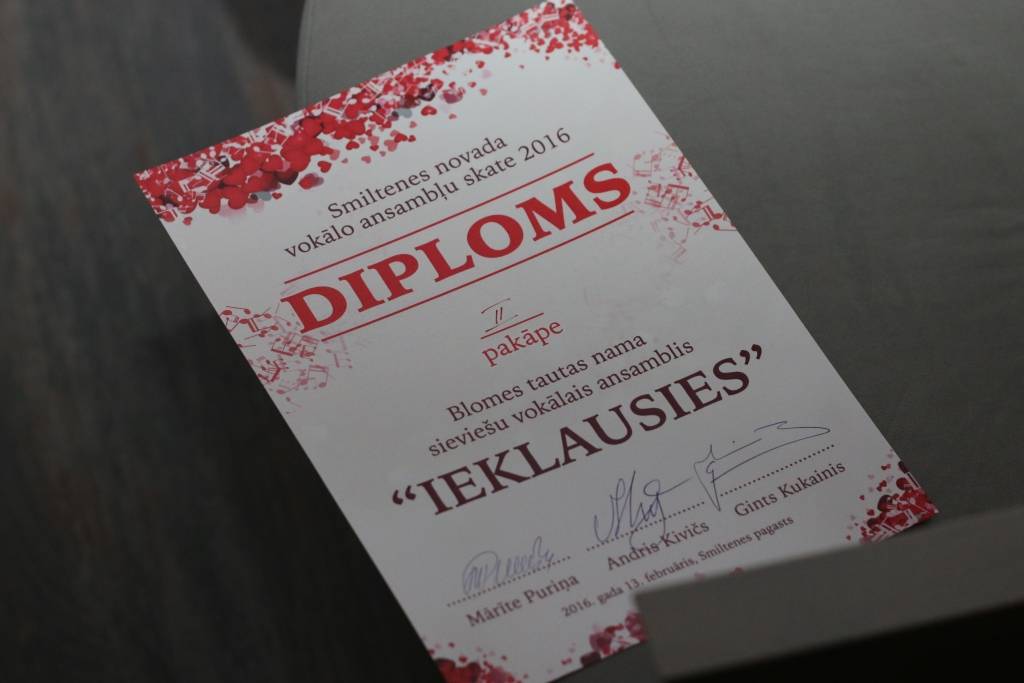 Smiltenes novada
vokālo ansambļu skate 2016
DIPLOMS
II
pakāpe
Blomes tautas nama
sieviešu vokālais ansamblis
“IEKLAUSIES”
Mārīte Puriņa
Andris Kivičs
Gints Kukainis
2016. gada 13. februāris, Smiltenes pagasts